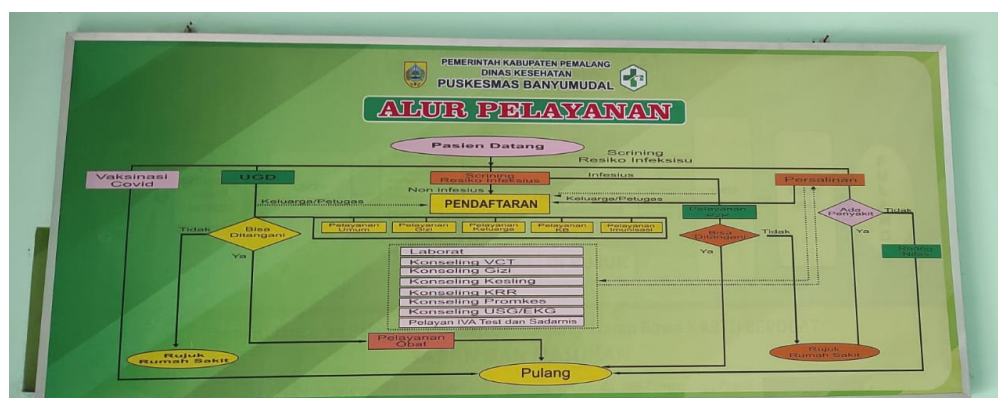 PEMERINTAH KABUPATEN PEMALANG
DINAS KESEHATAN
PUSKESMAS BANYUMUDAL
ALUR PELAYANAN
Pasien Datang
Scrining
Resiko Infeksisu
Vaksinasi
Covid
UGD
Scrining
Resiko Infeksius
Infesius
Persalinan
Non infesius
Keluarga/Petugas
PENDAFTARAN
Keluarga/Petugas
Pelayanan
Ada
Penyakit
Tidak
Tidak
Bisa
Ditangani
Pelayanan
Umum
Pelayanan
Gizi
Pelayanan
Keluarga
Pelayanan
KB
Pelayanan
Imunisasi
Bisa
Ditangani
Tidak
Ya
Ya
Ya
Ruang
Nifas
Laborat
Konseling VCT
Konseling Gizi
Konseling Kesling
Konseling KRR
Konseling Promkes
Konseling USG/EKG
Pelayan IVA Test dan Sadarnis
Rujuk
Rumah Sakit
Pelayanan
Obat
Rujuk
Rumah Sakit
Pulang